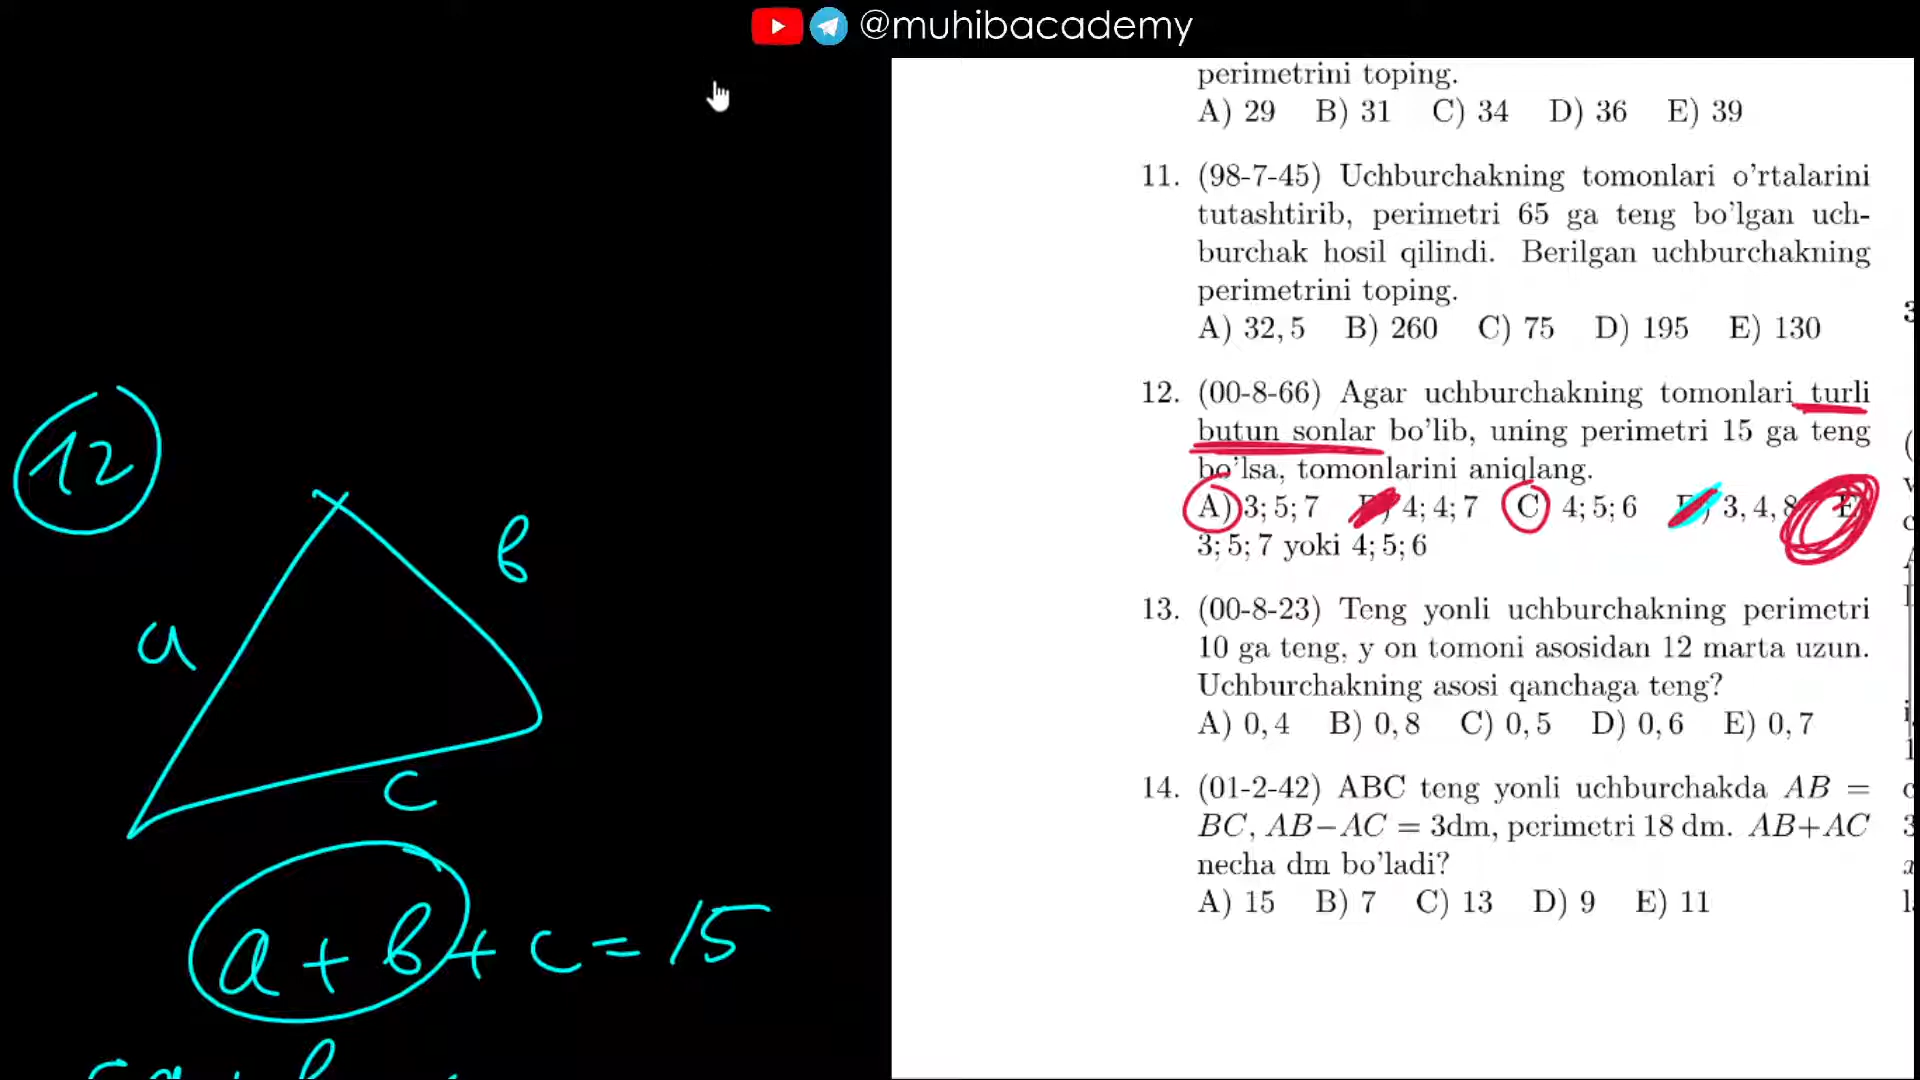 @muhibacademy
perimetrini toping.
A) 29 B) 31 C) 34 D) 36 E) 39
11. (98-7-45) Uchburchakning tomonlari o’rtalarini
tutashtirib, perimetri 65 ga teng bo’lgan uch-
burchak hosil qilindi. Berilgan uchburchakning
perimetrini toping.
A) 32, 5 B) 260 C) 75 D) 195 E) 130
12. (00-8-66) Agar uchburchakning tomonlari turli
butun sonlar bo’lib, uning perimetri 15 ga teng
bo’lsa, tomonlarini aniqlang.
A) 3; 5; 7 4; 4; 7 C 4; 5; 6 3, 4, 8
3; 5; 7 yoki 4; 5; 6
13. (00-8-23) Teng yonli uchburchakning perimetri
10 ga teng, y on tomoni asosidan 12 marta uzun.
Uchburchakning asosi qanchaga teng?
A) 0, 4 B) 0, 8 C) 0, 5 D) 0, 6 E) 0, 7
14. (01-2-42) ABC teng yonli uchburchakda AB =
BC, AB−AC = 3dm, perimetri 18 dm. AB+AC
necha dm bo’ladi?
A) 15 B) 7 C) 13 D) 9 E) 11
12
a
b
c
a + b + c = 15